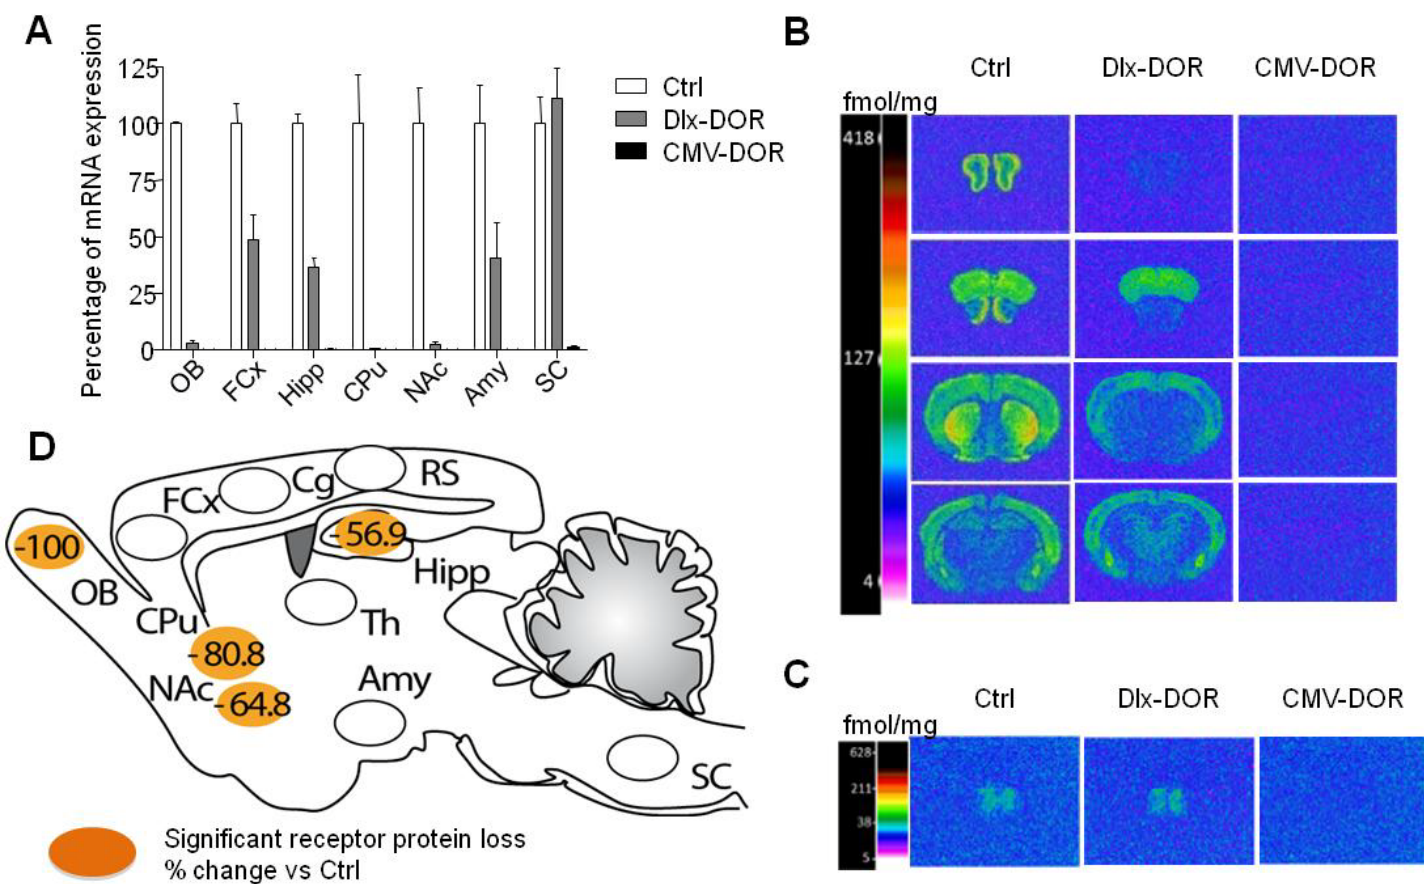 A
Percentage of mRNA expression
125
100
75
50
25
0
OB
FCx
Hipp
CPu
NAc
Amy
SC
Ctrl
Dlx-DOR
CMV-DOR
B
Ctrl Dlx-DOR CMV-DOR
fmol/mg
418
127
4
D
FCx
Cg
RS
-100
OB
- 56.9
Hipp
CPu
Th
- 80.8
NAc
- 64.8
Amy
SC
Significant receptor protein loss
% change vs Ctrl
C
Ctrl Dlx-DOR CMV-DOR
fmol/mg
628
211
38
5